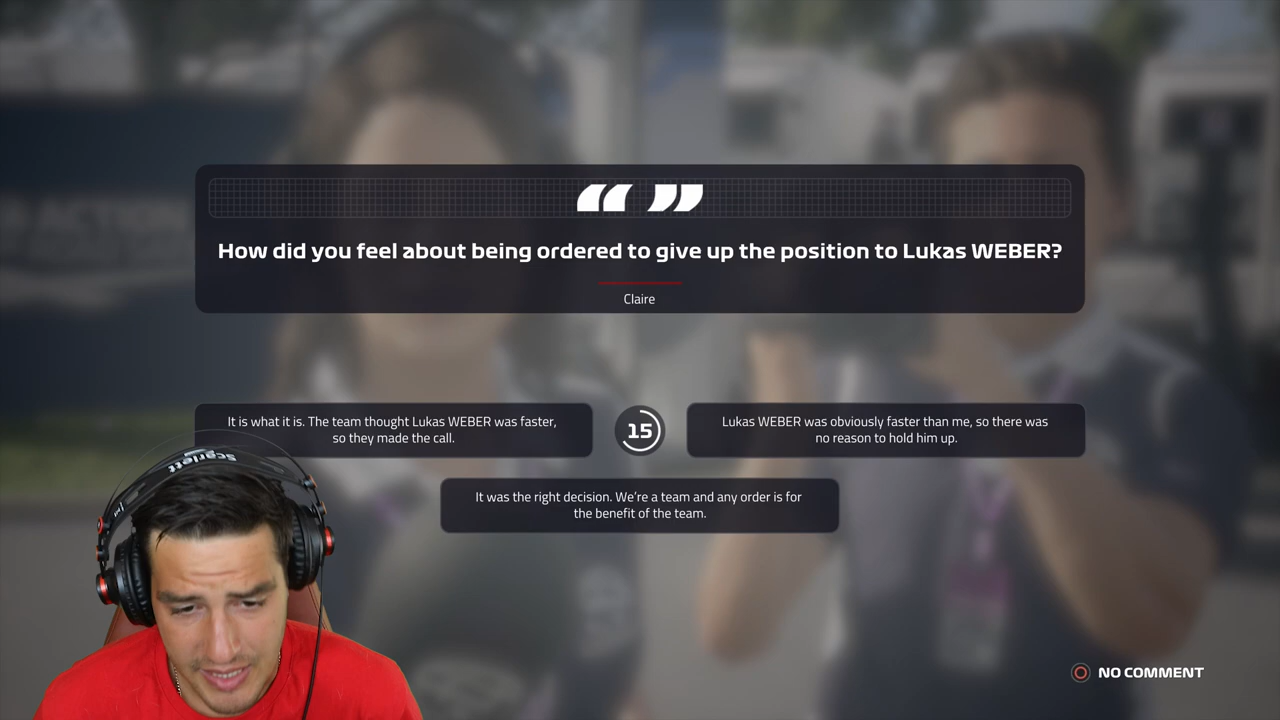 How did you feel about being ordered to give up the position to Lukas WEBER?
Claire
It is what it is. The team thought Lukas WEBER was faster,
so they made the call.
15
Lukas WEBER was obviously faster than me, so there was
no reason to hold him up.
It was the right decision. We're a team and any order is for
the benefit of the team.
Scarlett
NO COMMENT